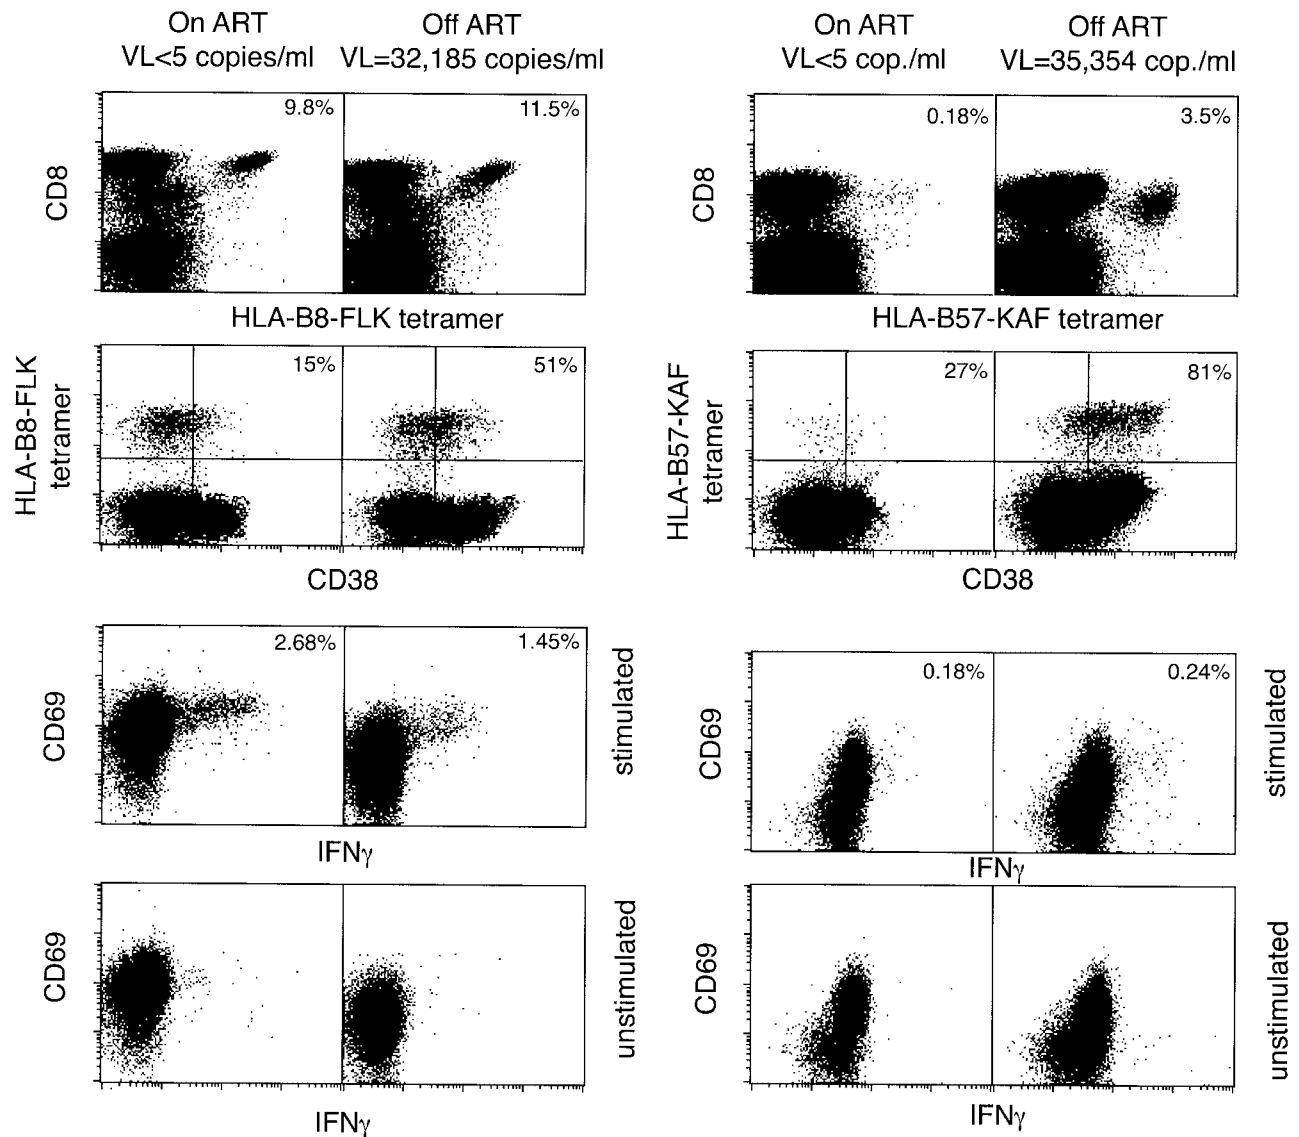 On ART
VL<5 copies/ml
Off ART
VL=32,185 copies/ml
On ART
VL<5 cop./ml
Off ART
VL=35,354 cop./ml
CD8
9.8%
11.5%
HLA-B8-FLK tetramer
CD8
0.18%
3.5%
HLA-B57-KAF tetramer
HLA-B8-FLK
tetramer
15%
51%
CD38
HLA-B57-KAF
tetramer
27%
81%
CD38
CD69
2.68%
1.45%
stimulated
IFNγ
CD69
0.18%
0.24%
stimulated
IFNγ
CD69
unstimulated
IFNγ
CD69
unstimulated
IFNγ